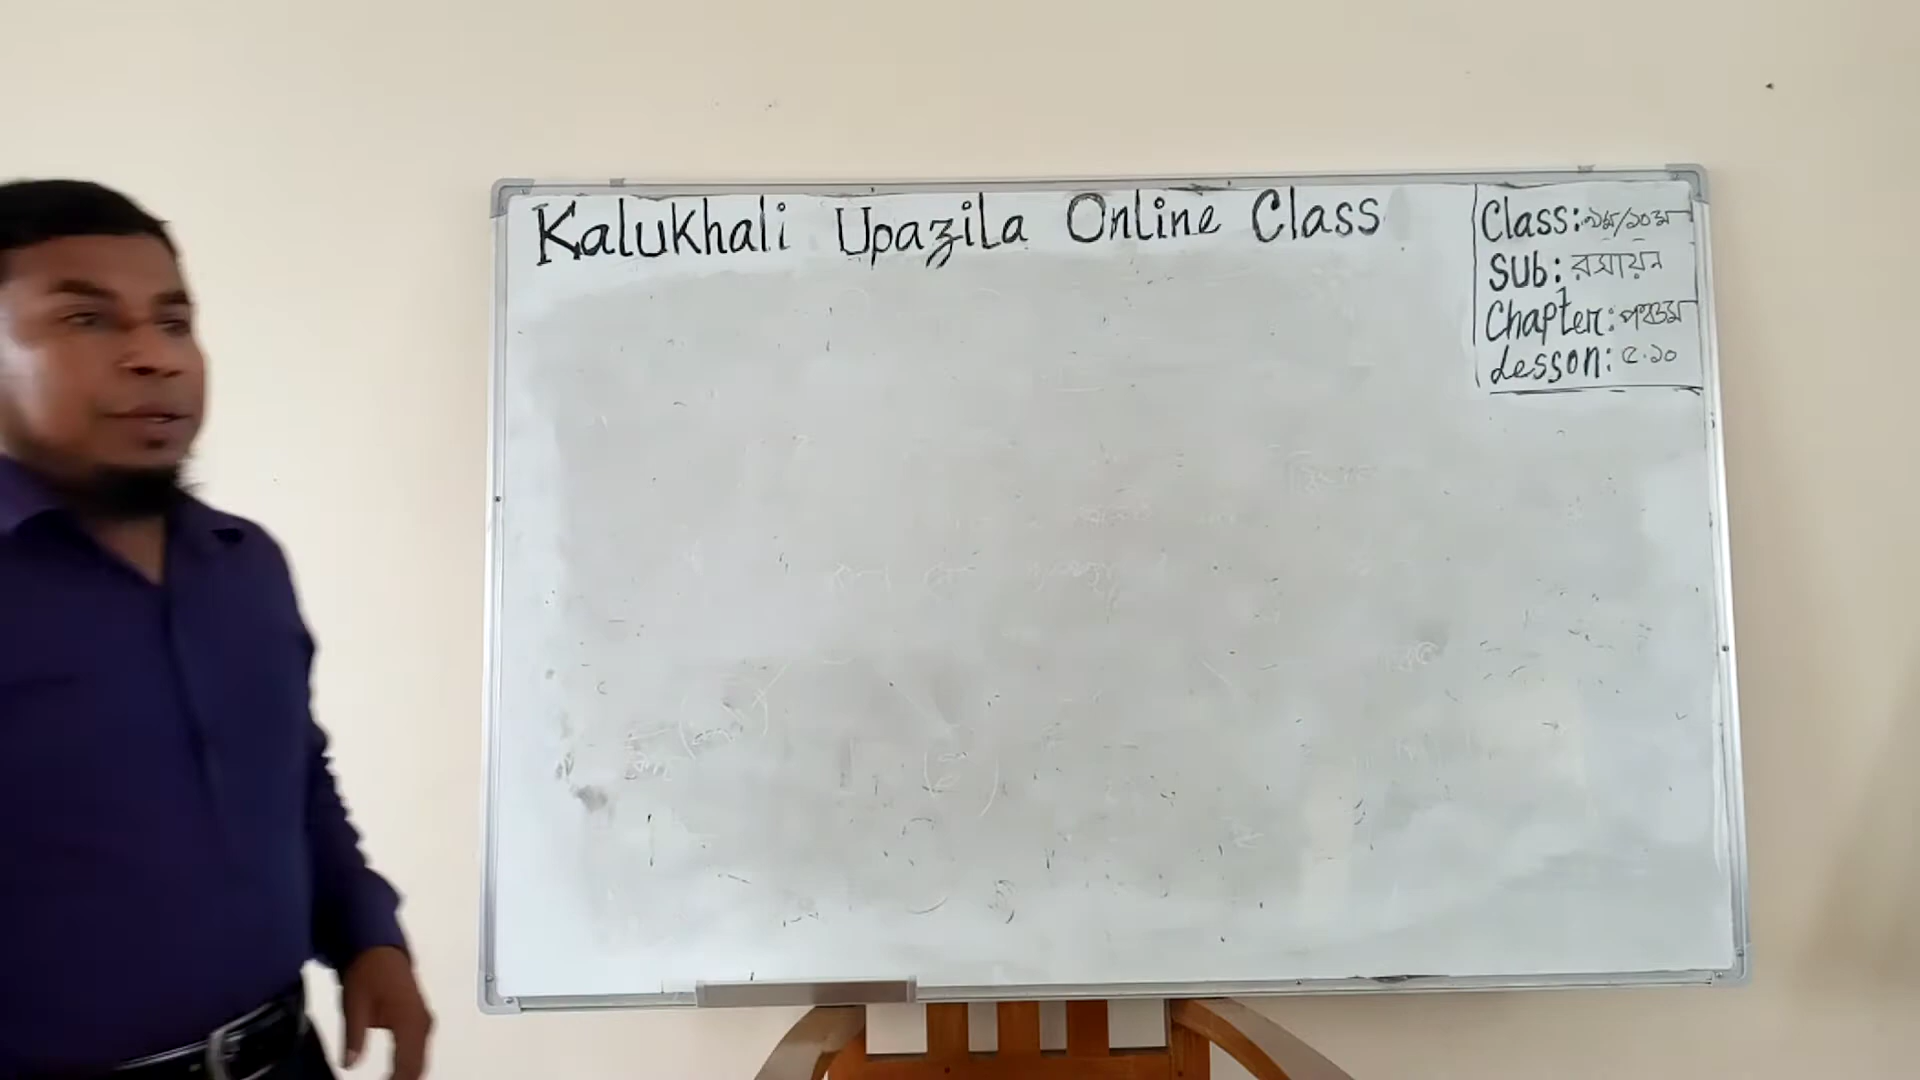 Kalukhali Upazila Online Class
Class: ৯ম/১০ম
Sub: রসায়ন
Chapter: পঞ্চম
Lesson: ৫.১০